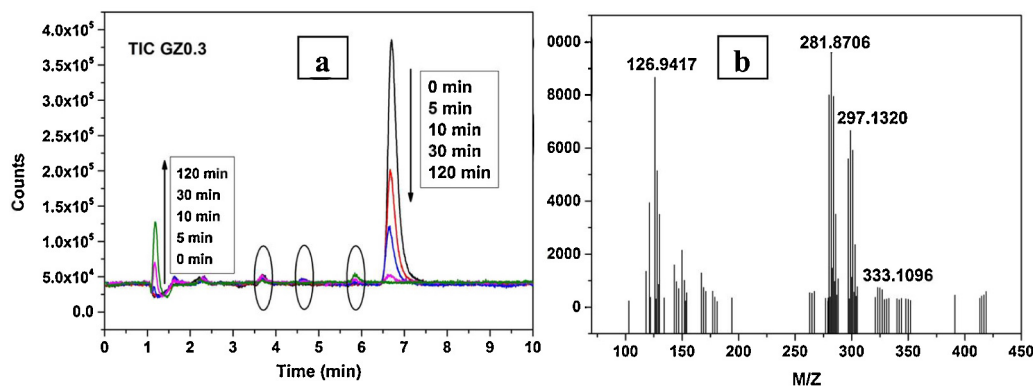 TIC GZ0.3
a
4.0x10⁵
3.5x10⁵
3.0x10⁵
2.5x10⁵
2.0x10⁵
1.5x10⁵
1.0x10⁵
5.0x10⁴
0.0
Counts
0 min
5 min
10 min
30 min
120 min
120 min
30 min
10 min
5 min
0 min
0 1 2 3 4 5 6 7 8 9 10
Time (min)
b
126.9417
281.8706
297.1320
333.1096
0000
8000
6000
4000
2000
0
100 150 200 250 300 350 400 450
M/Z